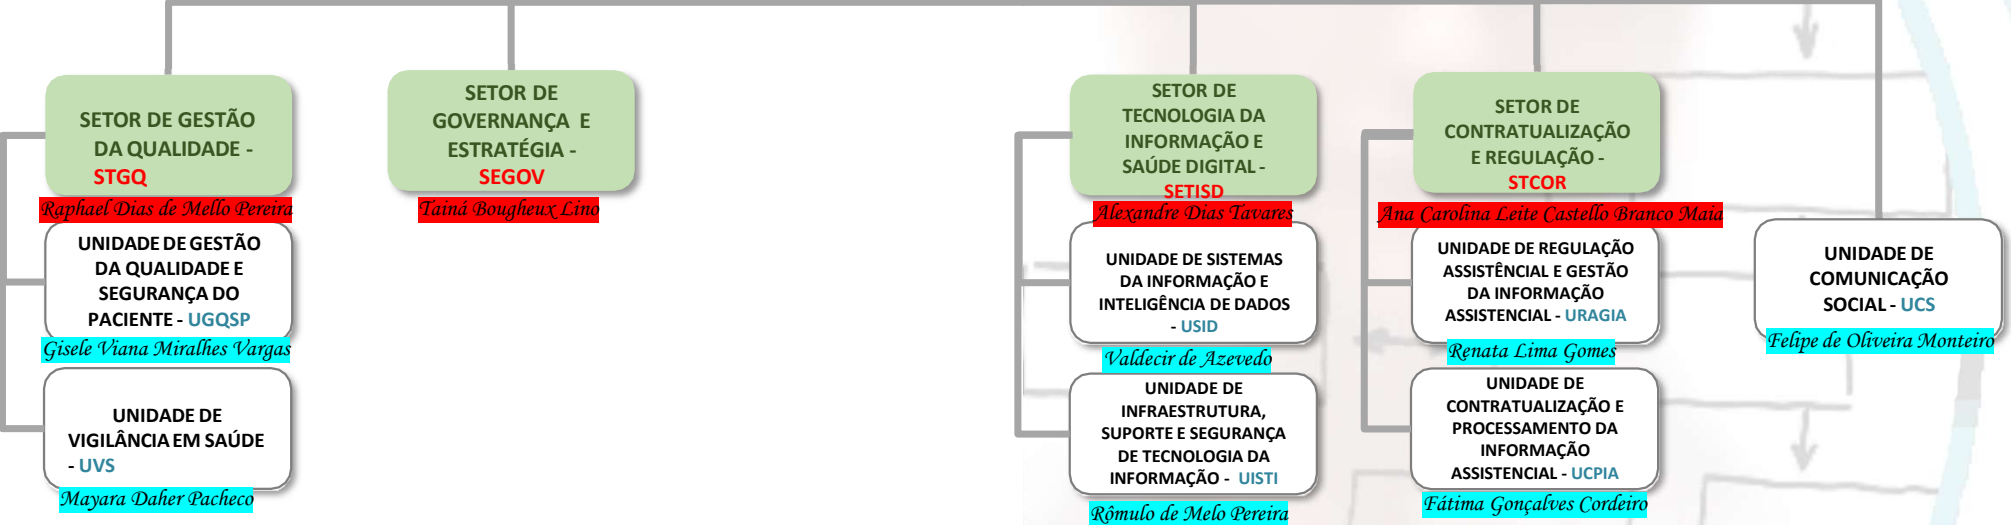 SETOR DE GESTÃO
DA QUALIDADE -
STGQ
Raphael Dias de Mello Pereira
UNIDADE DE GESTÃO
DA QUALIDADE E
SEGURANÇA DO
PACIENTE - UGQSP
Gisele Viana Miralhes Vargas
UNIDADE DE
VIGILÂNCIA EM SAÚDE
- UVS
Mayara Daher Pacheco
SETOR DE
GOVERNANÇA E
ESTRATÉGIA -
SEGOV
Tainá Bougheux Lino
SETOR DE
TECNOLOGIA DA
INFORMAÇÃO E
SAÚDE DIGITAL -
SETISD
Alexandre Dias Tavares
UNIDADE DE SISTEMAS
DA INFORMAÇÃO E
INTELIGÊNCIA DE DADOS
- USID
Valdecir de Azevedo
UNIDADE DE
INFRAESTRUTURA,
SUPORTE E SEGURANÇA
DE TECNOLOGIA DA
INFORMAÇÃO - UISTI
Rômulo de Melo Pereira
SETOR DE
CONTRATUALIZAÇÃO
E REGULAÇÃO -
STCOR
Ana Carolina Leite Castello Branco Maia
UNIDADE DE REGULAÇÃO
ASSISTÊNCIAL E GESTÃO
DA INFORMAÇÃO
ASSISTENCIAL - URAGIA
Renata Lima Gomes
UNIDADE DE
CONTRATUALIZAÇÃO E
PROCESSAMENTO DA
INFORMAÇÃO
ASSISTENCIAL - UCPIA
Fátima Gonçalves Cordeiro
UNIDADE DE
COMUNICAÇÃO
SOCIAL - UCS
Felipe de Oliveira Monteiro